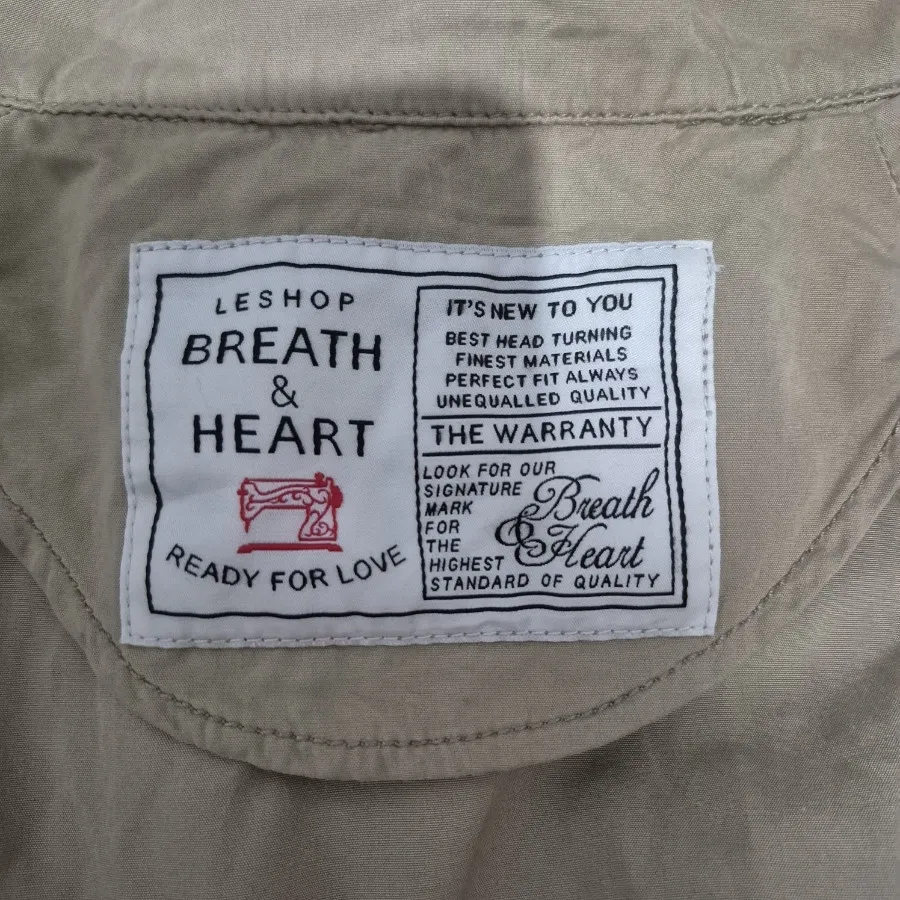 LESHOP
BREATH
&
HEART
READY FOR LOVE
IT'S NEW TO YOU
BEST HEAD TURNING
FINEST MATERIALS
PERFECT FIT ALWAYS
UNEQUALLED QUALITY
THE WARRANTY
LOOK FOR OUR
SIGNATURE
MARK
FOR
THE
HIGHEST
STANDARD OF QUALITY
Breath
& Heart